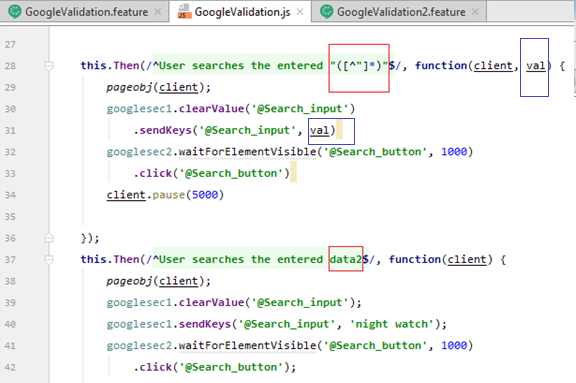 GoogleValidation.feature GoogleValidation.js GoogleValidation2.feature
27
28 this.Then(/^User searches the entered "([^"]*)"$/, function(client, val) {
29 pageobj(client);
30 googlesec1.clearValue('@Search_input')
31 .sendKeys('@Search_input', val)
32 googlesec2.waitForElementVisible('@Search_button', 1000)
33 .click('@Search_button')
34 client.pause(5000)
35
36 });
37 this.Then(/^User searches the entered data2$/, function(client) {
38 pageobj(client);
39 googlesec1.clearValue('@Search_input');
40 googlesec1.sendKeys('@Search_input', 'night watch');
41 googlesec2.waitForElementVisible('@Search_button', 1000)
42 .click('@Search_button');